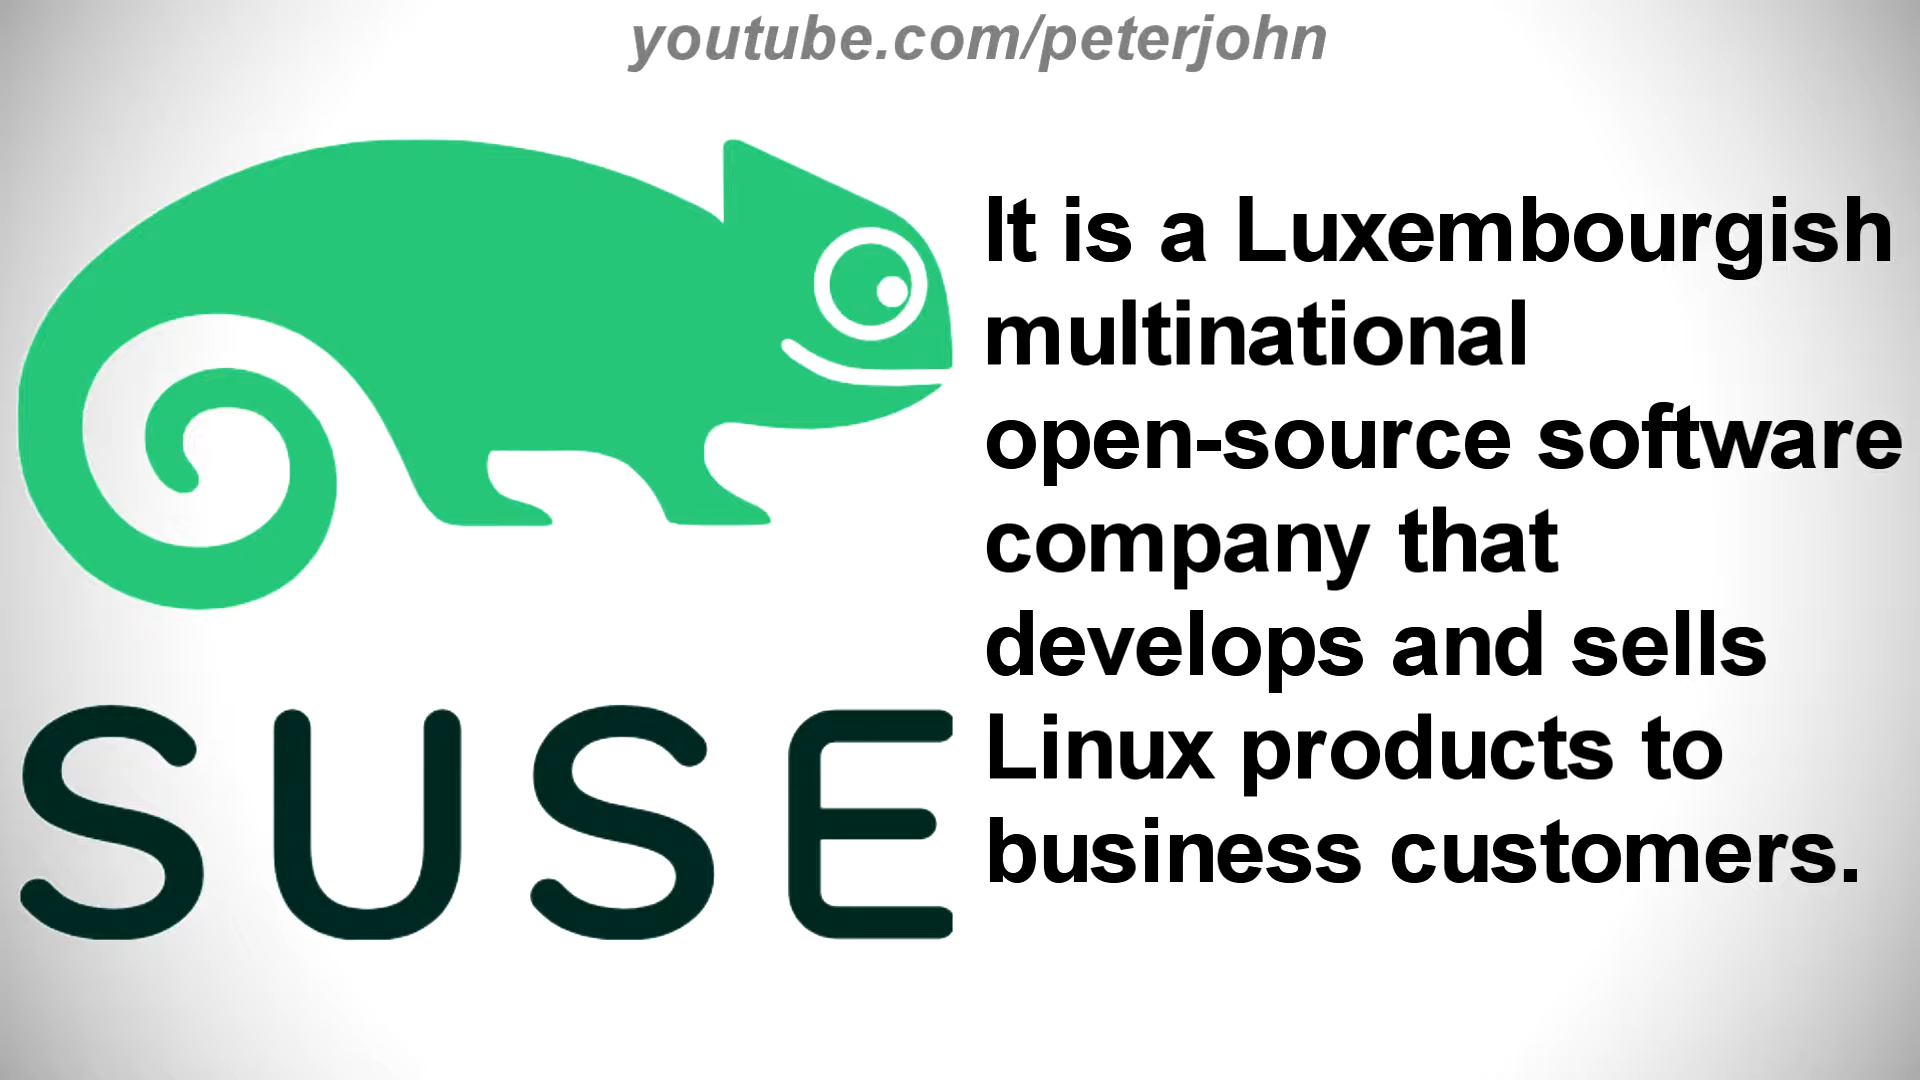 youtube.com/peterjohn
It is a Luxembourgish
multinational
open-source software
company that
develops and sells
Linux products to
business customers.
SUSE